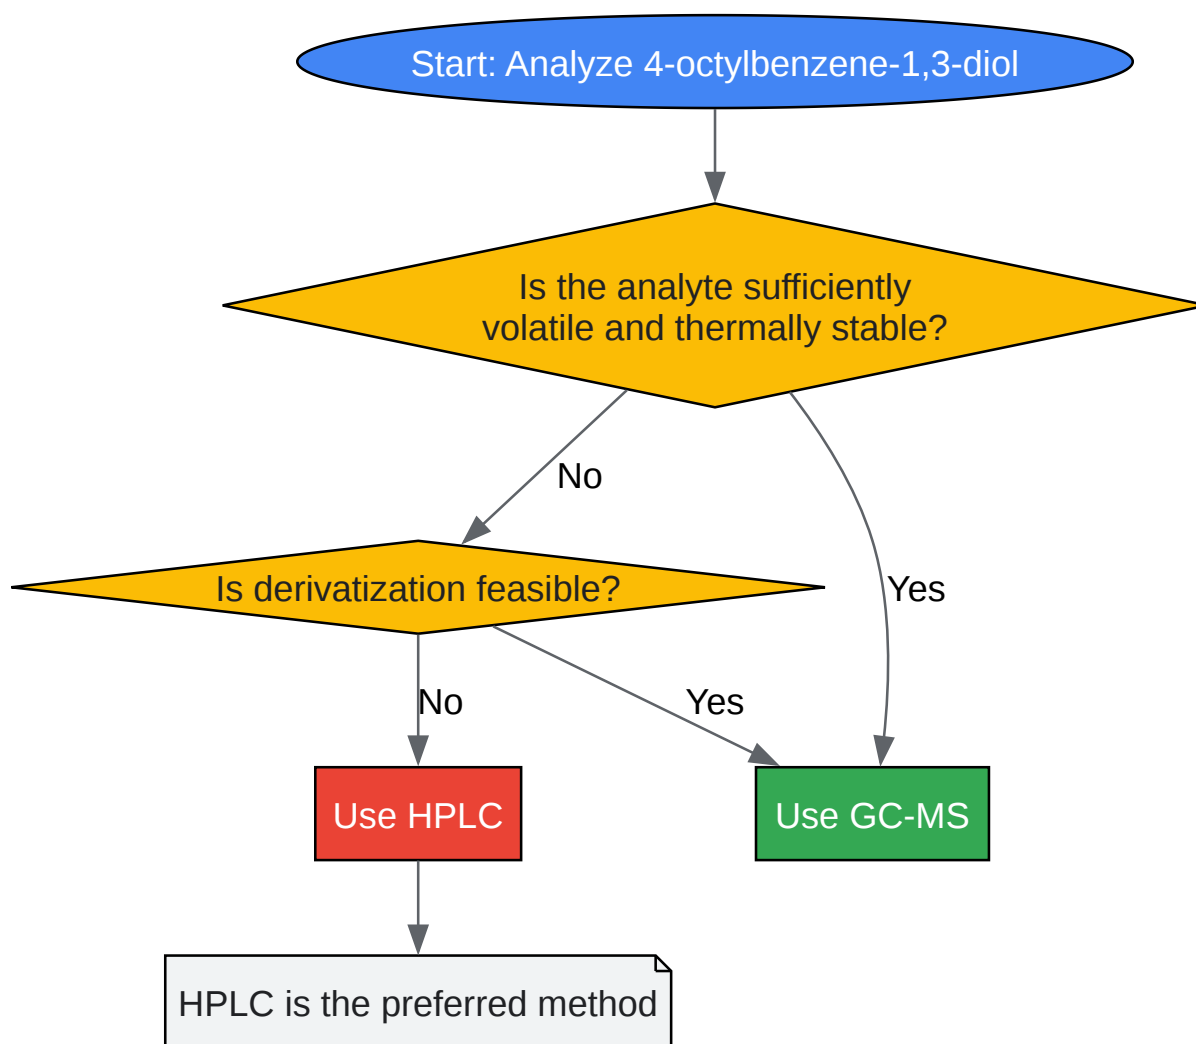 Start: Analyze 4-octylbenzene-1,3-diol
Is the analyte sufficiently
volatile and thermally stable?
No
Is derivatization feasible?
Yes
No
Yes
Use HPLC
Use GC-MS
HPLC is the preferred method